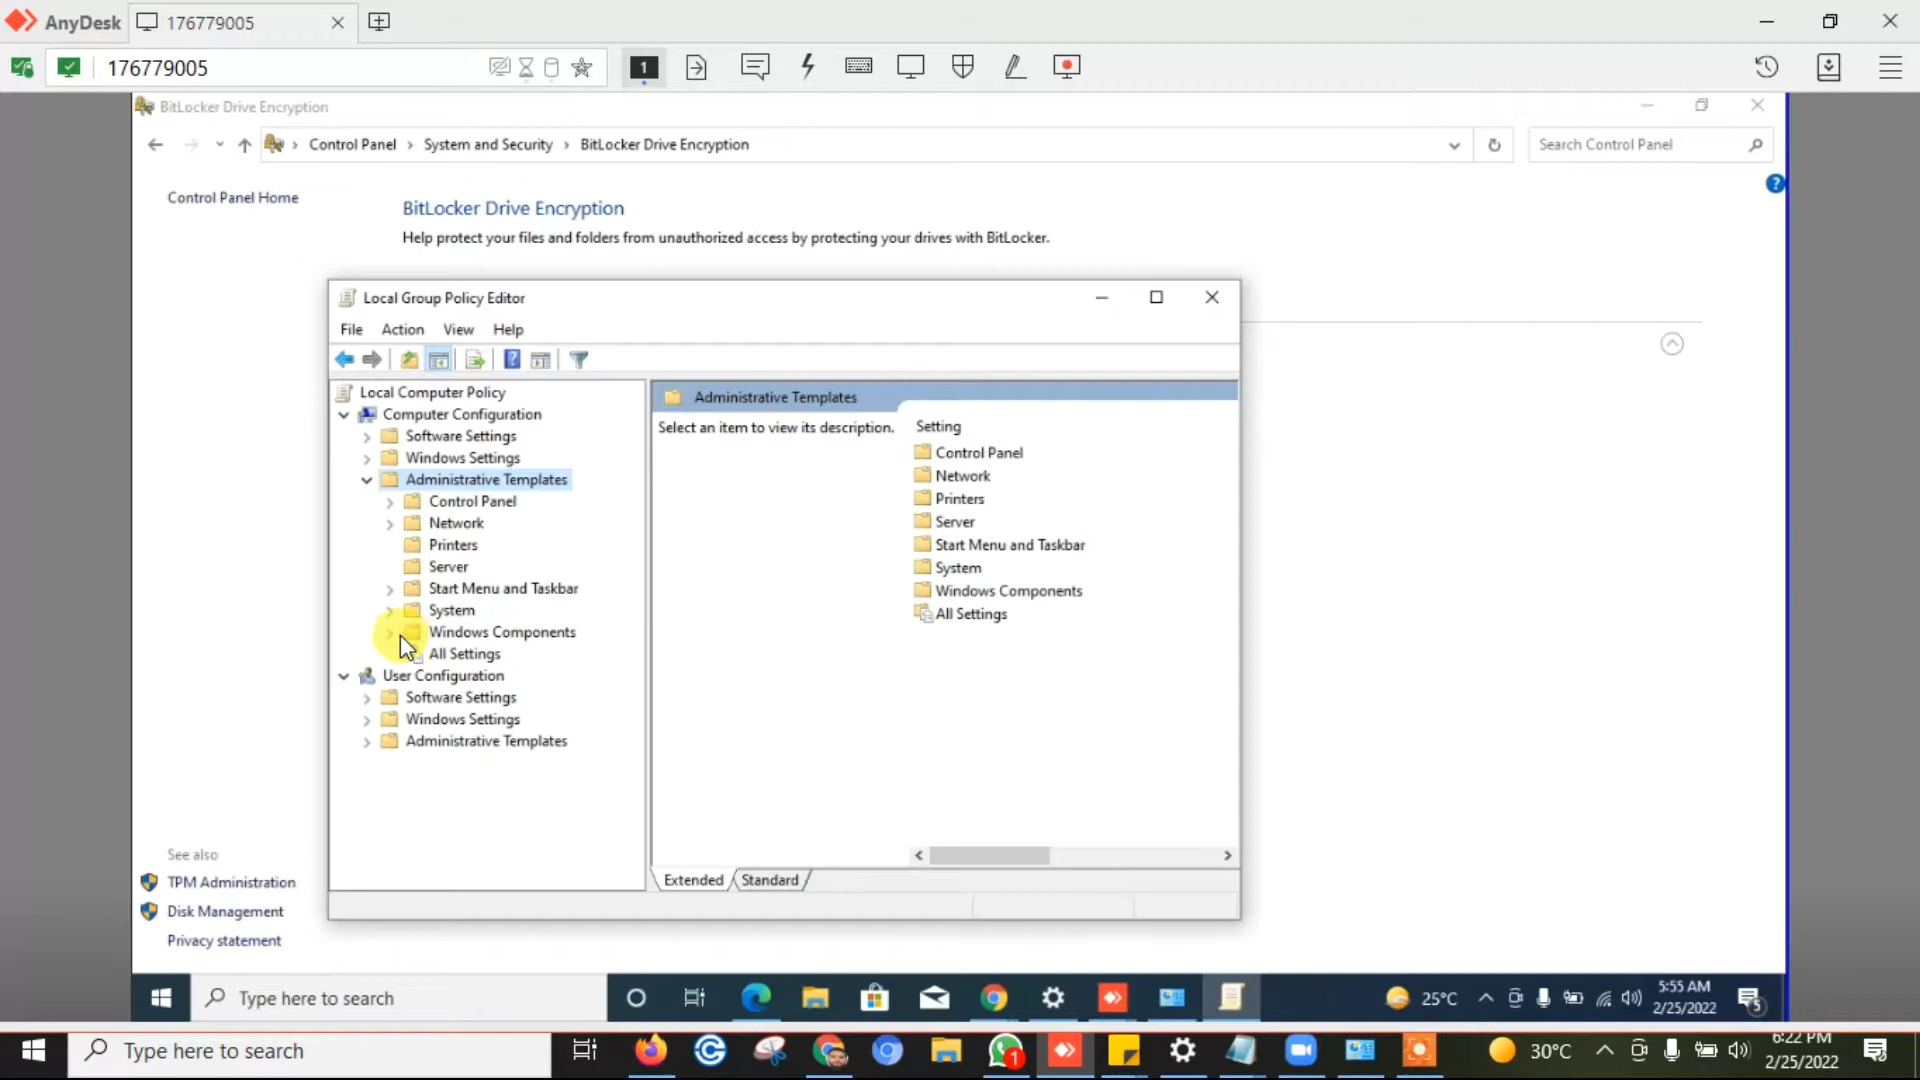 AnyDesk
176779005
176779005
1
BitLocker Drive Encryption
Control Panel
System and Security
BitLocker Drive Encryption
Search Control Panel
?
Control Panel Home
BitLocker Drive Encryption
Help protect your files and folders from unauthorized access by protecting your drives with BitLocker.
Local Group Policy Editor
File
Action
View
Help
Local Computer Policy
Computer Configuration
Software Settings
Windows Settings
Administrative Templates
Control Panel
Network
Printers
Server
Start Menu and Taskbar
System
Windows Components
All Settings
User Configuration
Software Settings
Windows Settings
Administrative Templates
Administrative Templates
Select an item to view its description.
Setting
Control Panel
Network
Printers
Server
Start Menu and Taskbar
System
Windows Components
All Settings
Extended
Standard
See also
TPM Administration
Disk Management
Privacy statement
Type here to search
25°C
5:55 AM
2/25/2022
5
Type here to search
1
30°C
6:22 PM
2/25/2022